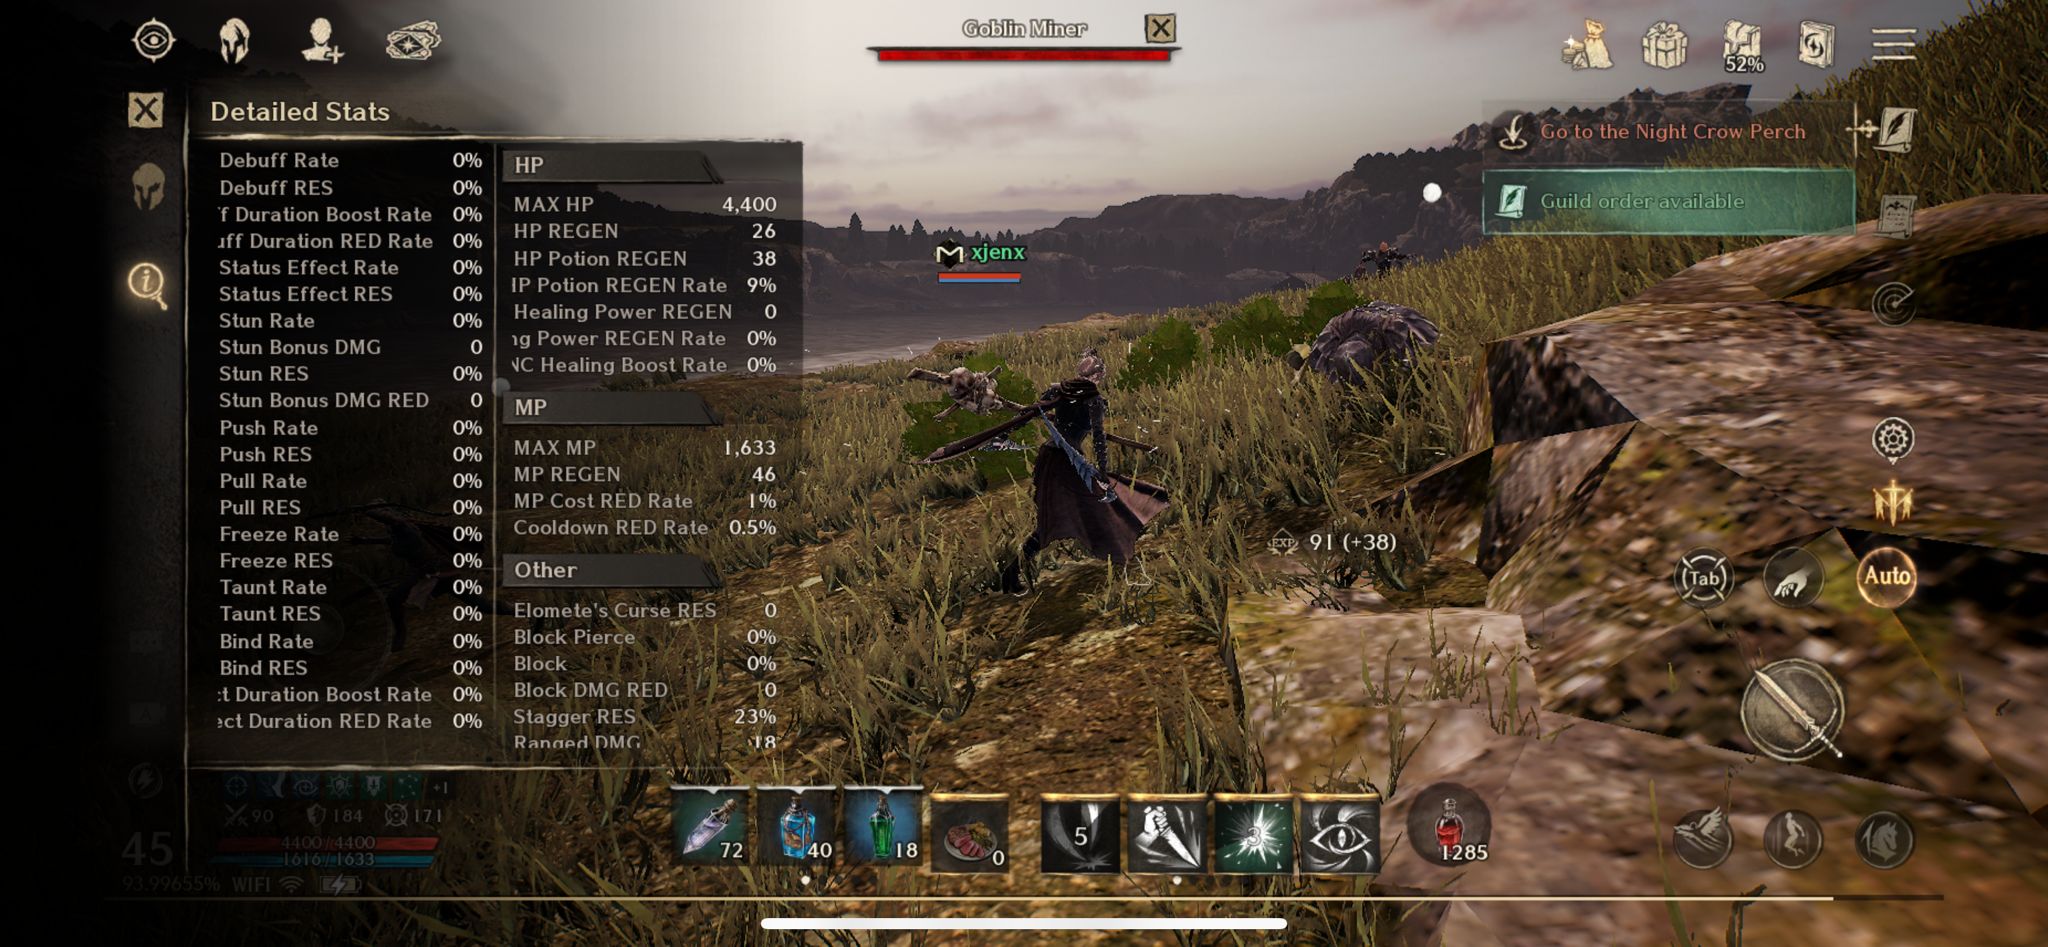 Goblin Miner
52%
Detailed Stats
Debuff Rate 0%
Debuff RES 0%
f Duration Boost Rate 0%
uff Duration RED Rate 0%
Status Effect Rate 0%
Status Effect RES 0%
Stun Rate 0%
Stun Bonus DMG 0
Stun RES 0%
Stun Bonus DMG RED 0
Push Rate 0%
Push RES 0%
Pull Rate 0%
Pull RES 0%
Freeze Rate 0%
Freeze RES 0%
Taunt Rate 0%
Taunt RES 0%
Bind Rate 0%
Bind RES 0%
ct Duration Boost Rate 0%
ect Duration RED Rate 0%
HP
MAX HP 4,400
HP REGEN 26
HP Potion REGEN 38
HP Potion REGEN Rate 9%
Healing Power REGEN 0
ng Power REGEN Rate 0%
NC Healing Boost Rate 0%
MP
MAX MP 1,633
MP REGEN 46
MP Cost RED Rate 1%
Cooldown RED Rate 0.5%
Other
Elomete's Curse RES 0
Block Pierce 0%
Block 0%
Block DMG RED 0
Stagger RES 23%
Ranged DMG 18
Go to the Night Crow Perch
Guild order available
xjenx
EXP 91 (+38)
Tab
Auto
+1
90 184 171
45
4400/4400
1616/1633
93.99655% WIFI
72
40
18
0
5
3
1285